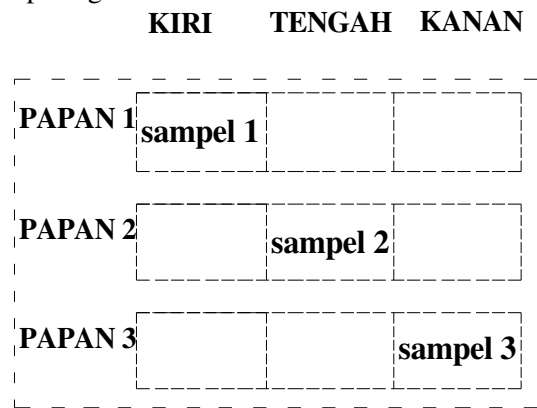 KIRI TENGAH KANAN
PAPAN 1 sampel 1
PAPAN 2 sampel 2
PAPAN 3 sampel 3